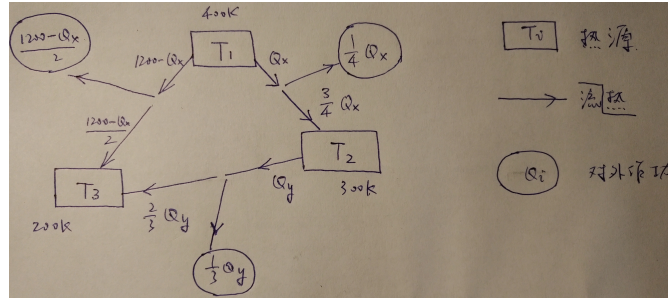 400K
T₁
(1200-Qx)/2
1200-Qx
Qx
1/4 Qx
3/4 Qx
(1200-Qx)/2
T₂
300K
T₃
200K
Qy
2/3 Qy
1/3 Qy
Ti 热源
流热
Qi 对外作功